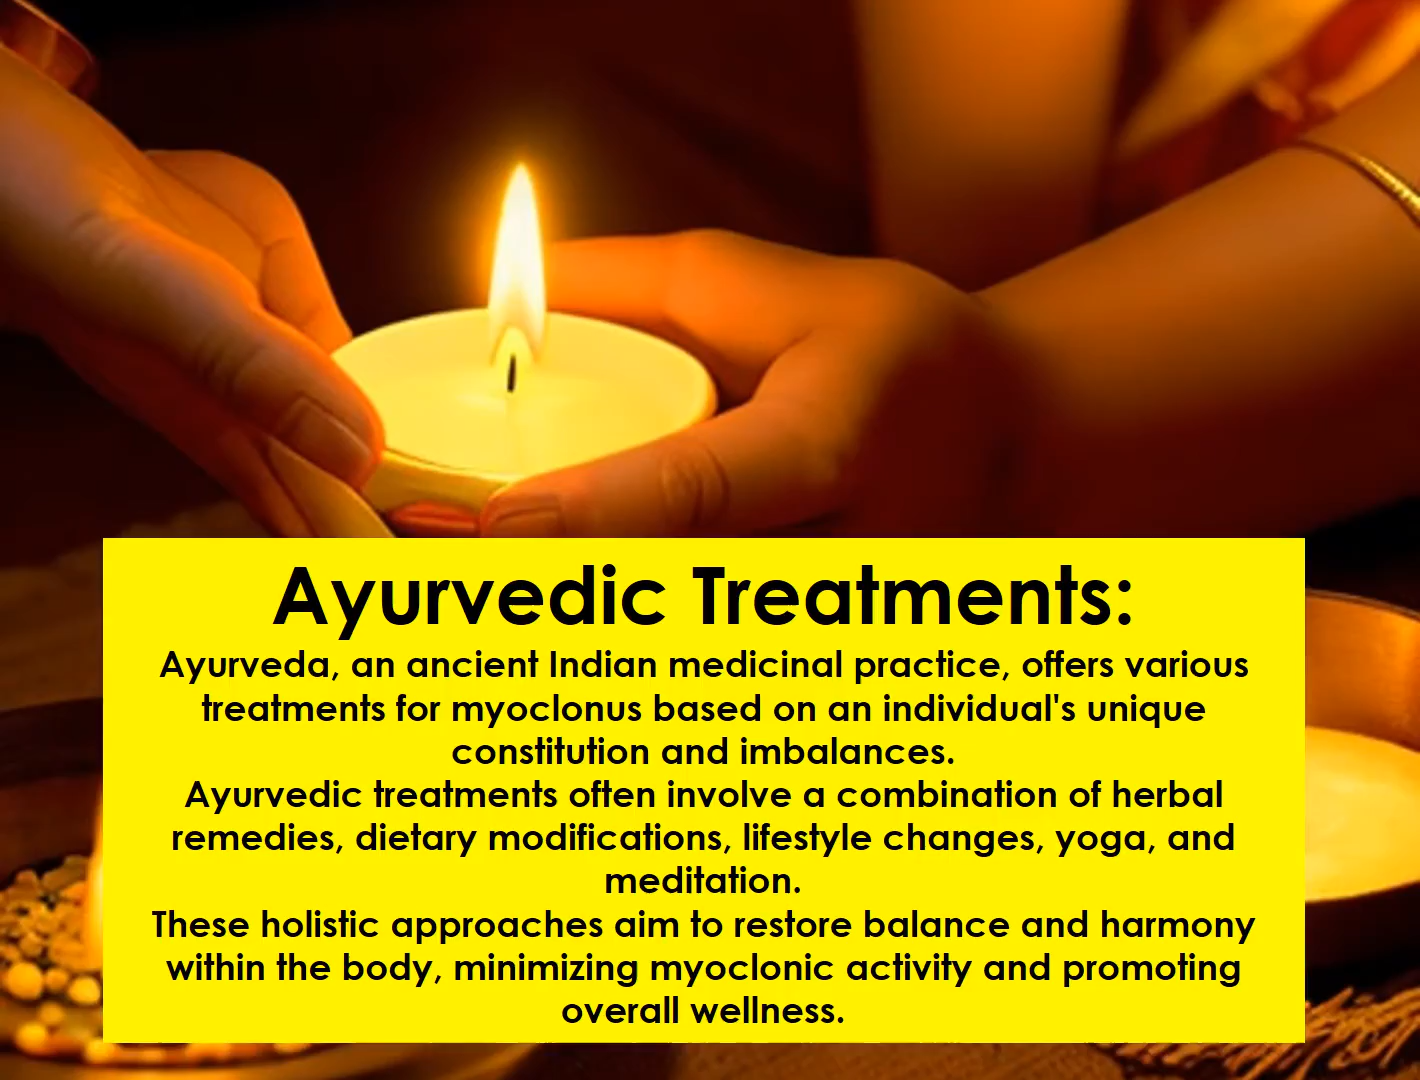 Ayurvedic Treatments:
Ayurveda, an ancient Indian medicinal practice, offers various
treatments for myoclonus based on an individual's unique
constitution and imbalances.
Ayurvedic treatments often involve a combination of herbal
remedies, dietary modifications, lifestyle changes, yoga, and
meditation.
These holistic approaches aim to restore balance and harmony
within the body, minimizing myoclonic activity and promoting
overall wellness.